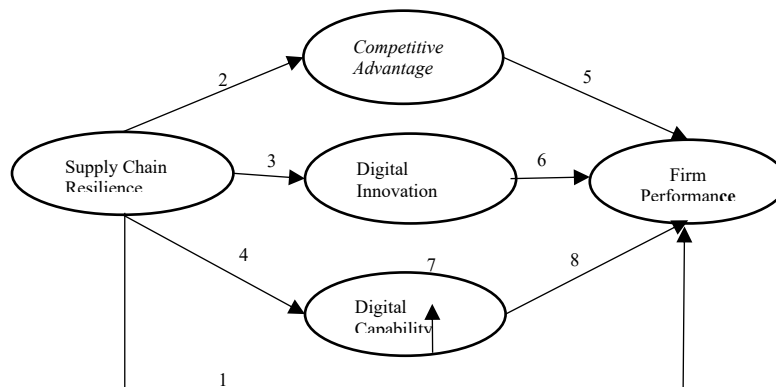 Competitive
Advantage
2
5
Supply Chain
Resilience
3
Digital
Innovation
6
Firm
Performance
4
7
8
Digital
Capability
1